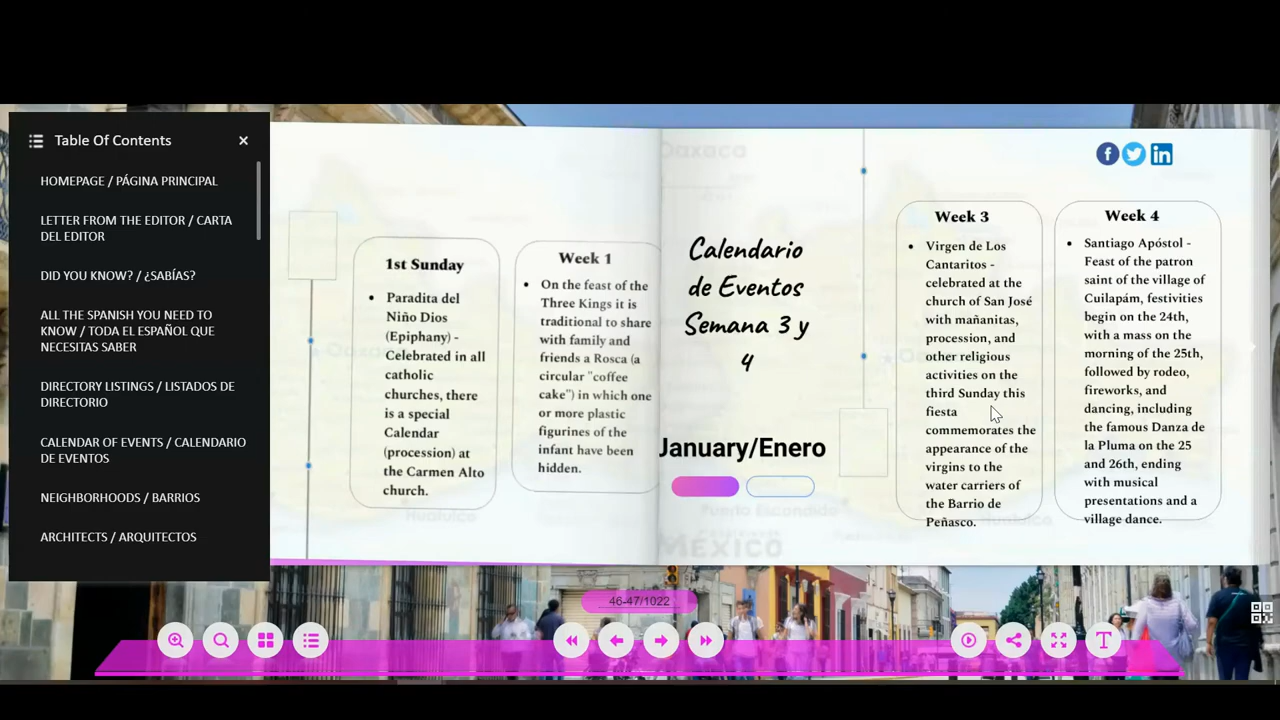 Table Of Contents
HOMEPAGE / PÁGINA PRINCIPAL
LETTER FROM THE EDITOR / CARTA
DEL EDITOR
DID YOU KNOW? / ¿SABÍAS?
ALL THE SPANISH YOU NEED TO
KNOW / TODA EL ESPAÑOL QUE
NECESITAS SABER
DIRECTORY LISTINGS / LISTADOS DE
DIRECTORIO
CALENDAR OF EVENTS / CALENDARIO
DE EVENTOS
NEIGHBORHOODS / BARRIOS
ARCHITECTS / ARQUITECTOS
1st Sunday
• Paradita del
Niño Dios
(Epiphany) -
Celebrated in all
catholic
churches, there
is a special
Calendar
(procession) at
the Carmen Alto
church.
Week 1
• On the feast of the
Three Kings it is
traditional to share
with family and
friends a Rosca (a
circular "coffee
cake") in which one
or more plastic
figurines of the
infant have been
hidden.
Oaxaca
Calendario
de Eventos
Semana 3 y
4
January/Enero
Puerto Escondido
Huatulco
MÉXICO
Week 3
• Virgen de Los
Cantaritos -
celebrated at the
church of San José
with mañanitas,
procession, and
other religious
activities on the
third Sunday this
fiesta
commemorates the
appearance of the
virgins to the
water carriers of
the Barrio de
Peñasco.
Week 4
• Santiago Apóstol -
Feast of the patron
saint of the village of
Cuilapám, festivities
begin on the 24th,
with a mass on the
morning of the 25th,
followed by rodeo,
fireworks, and
dancing, including
the famous Danza de
la Pluma on the 25
and 26th, ending
with musical
presentations and a
village dance.
46-47/1022